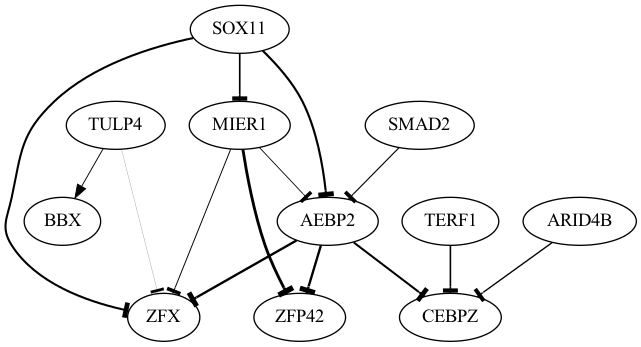 SOX11
TULP4
MIER1
SMAD2
BBX
AEBP2
TERF1
ARID4B
ZFX
ZFP42
CEBPZ